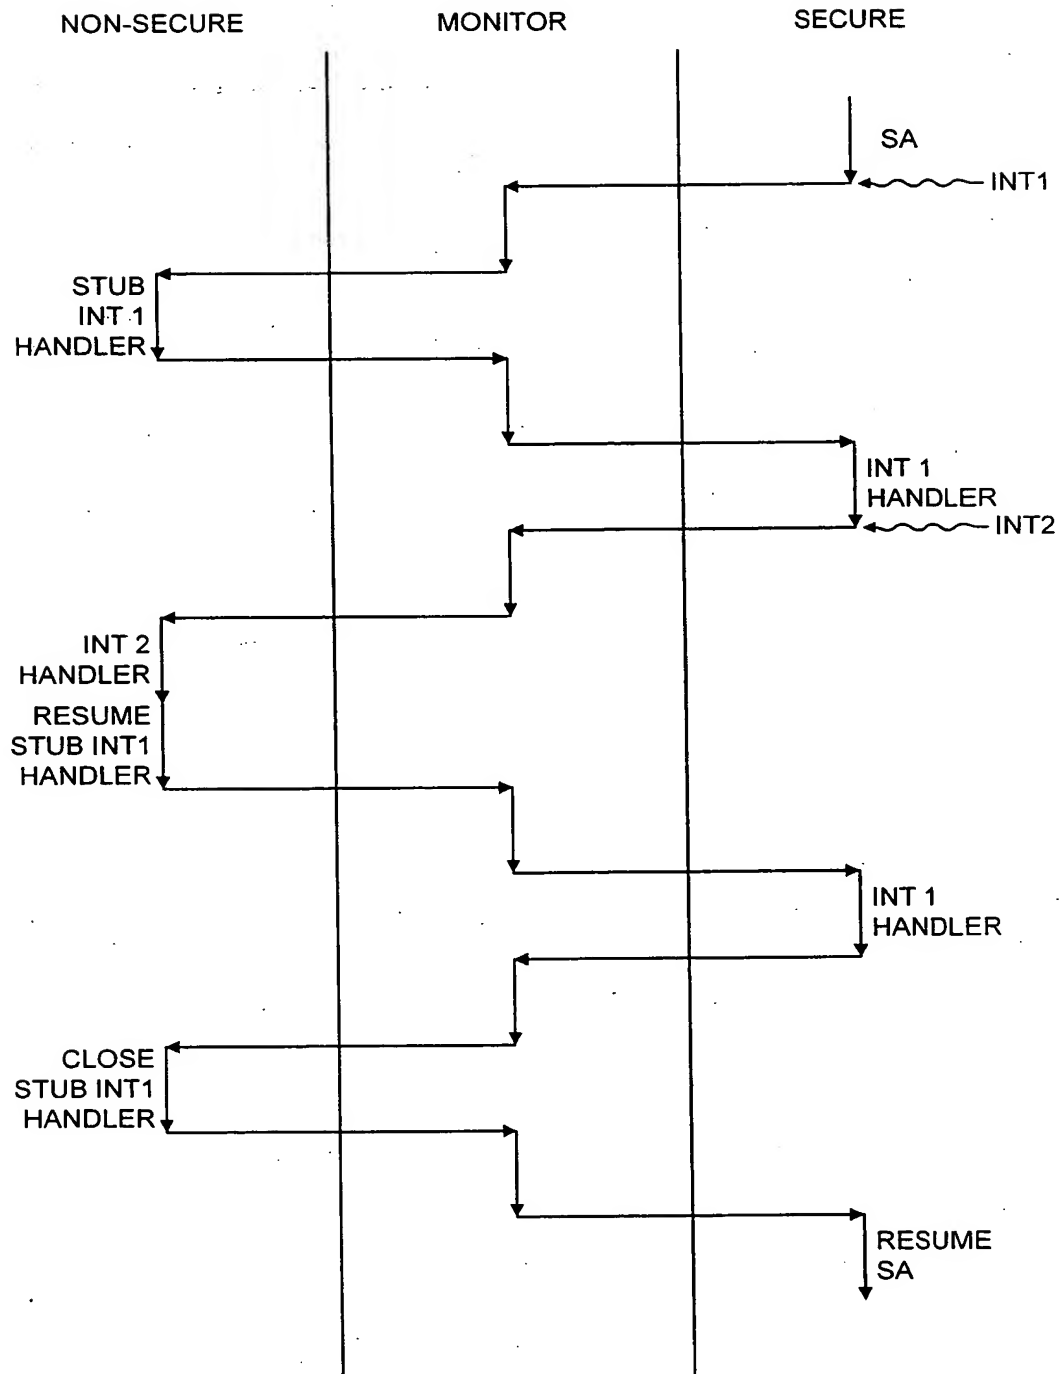 NON-SECURE
MONITOR
SECURE
SA
INT1
STUB
INT 1
HANDLER
INT 1
HANDLER
INT2
INT 2
HANDLER
RESUME
STUB INT1
HANDLER
INT 1
HANDLER
CLOSE
STUB INT1
HANDLER
RESUME
SA